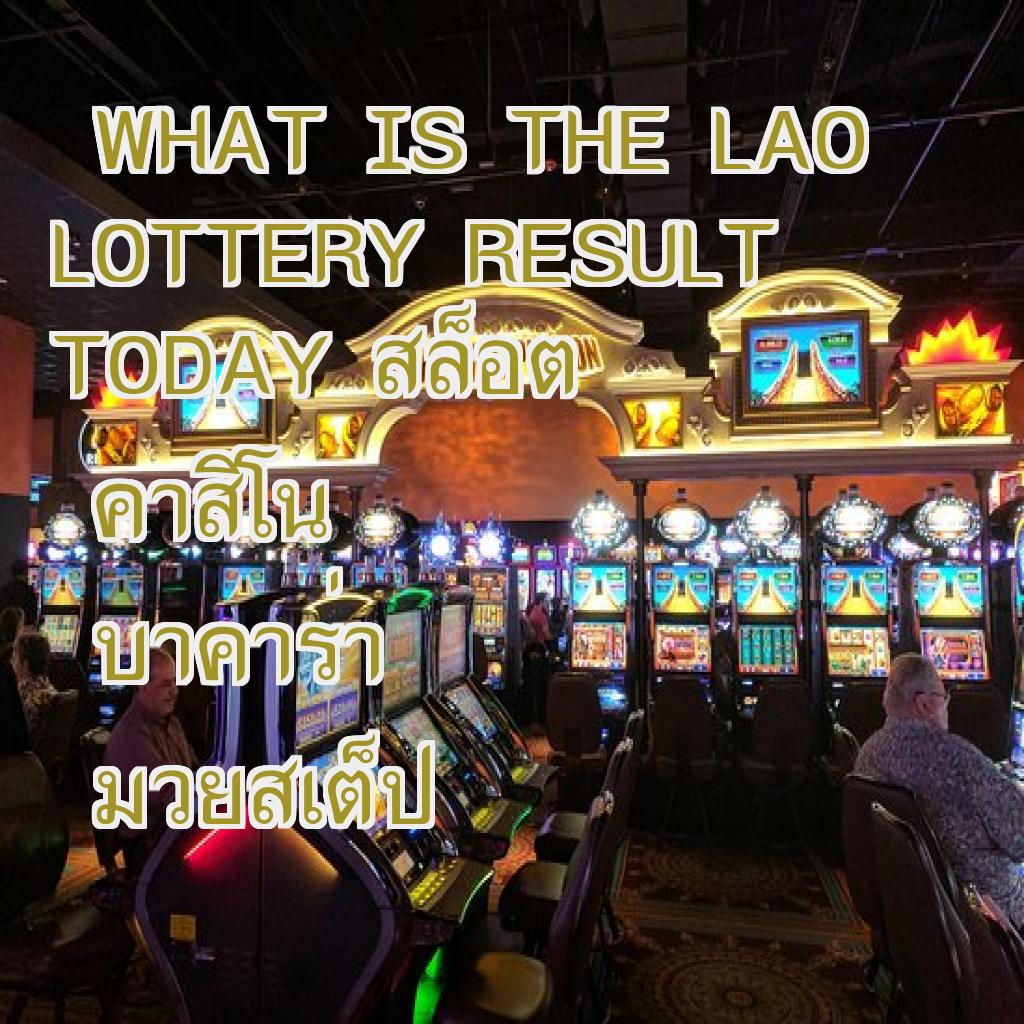 WHAT IS THE LAO
LOTTERY RESULT
TODAY สล็อต
คาสิโน
บาคาร่า
มวยสเต็ป